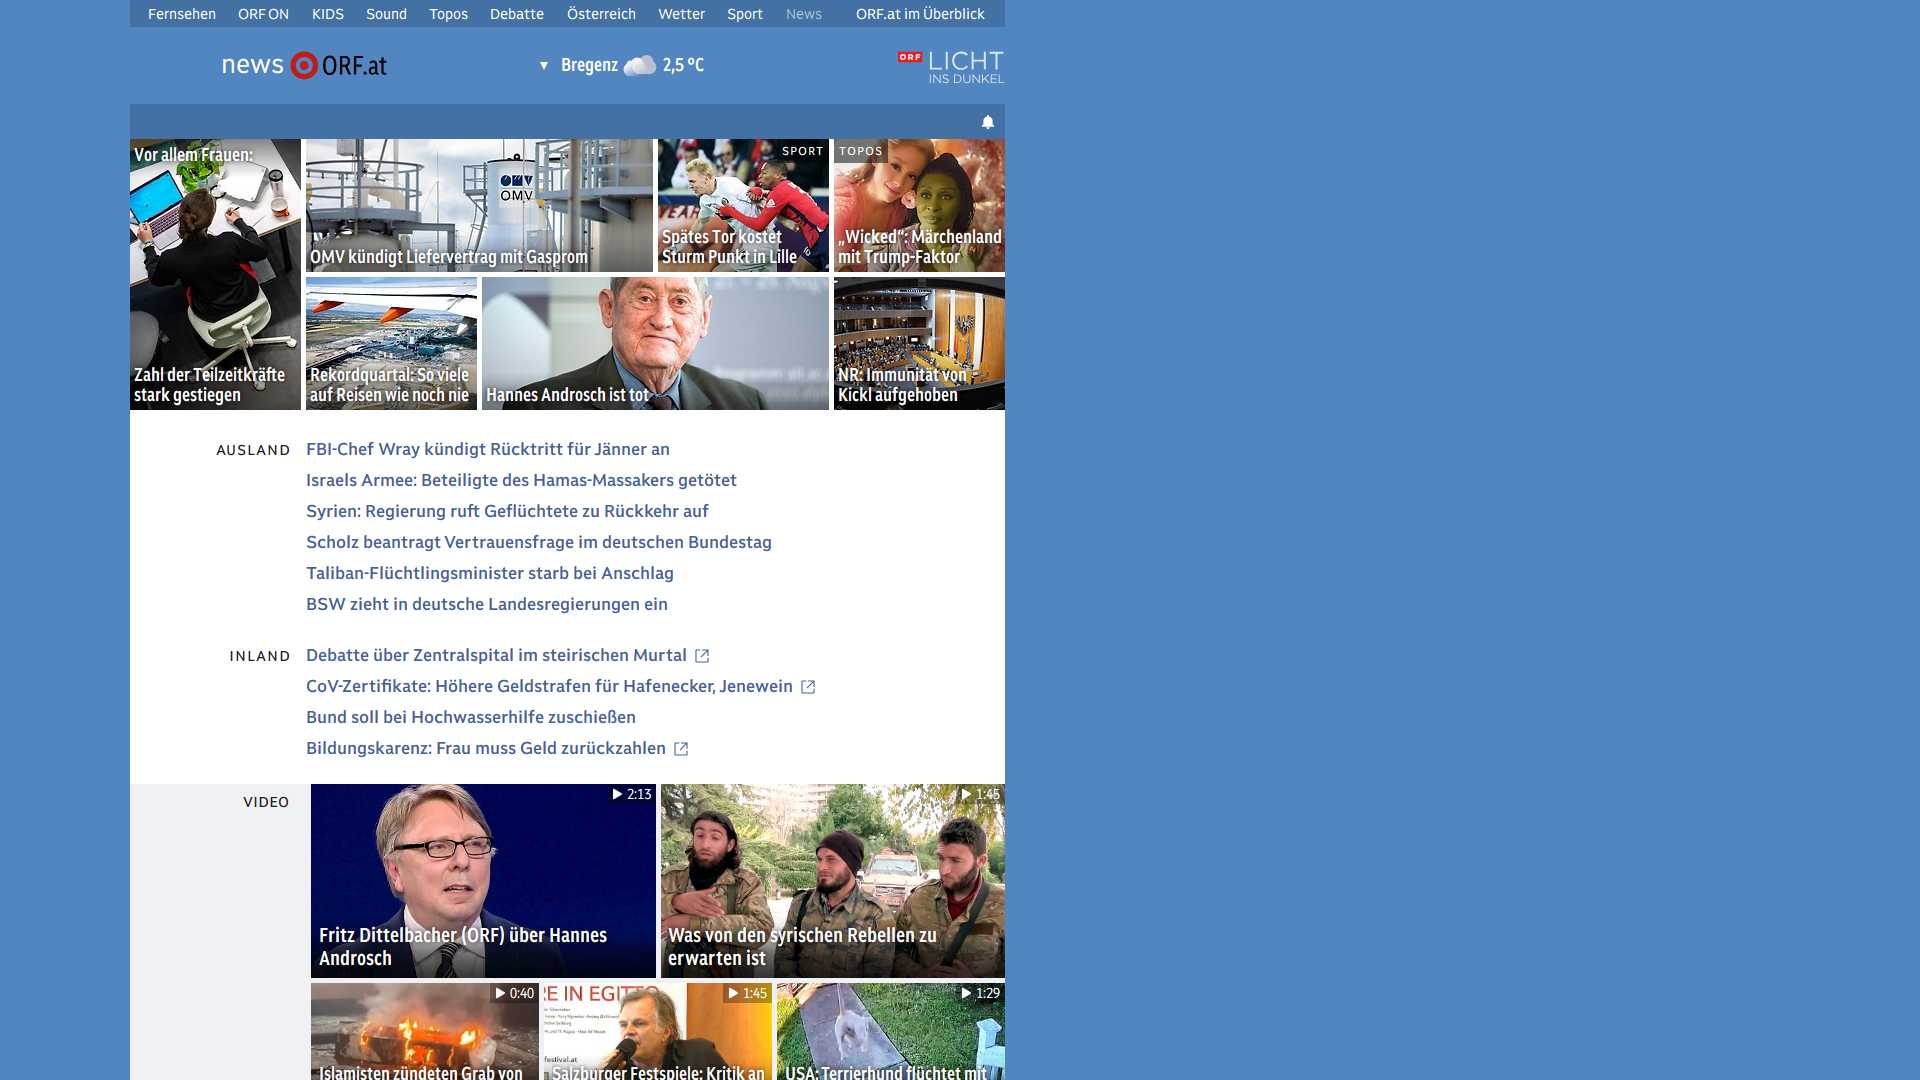 Fernsehen ORF ON KIDS Sound Topos Debatte Österreich Wetter Sport News ORF.at im Überblick
news ORF.at
Bregenz 2,5 °C
ORF LICHT
INS DUNKEL
Vor allem Frauen:
Zahl der Teilzeitkräfte
stark gestiegen
OMV
OMV
OMV kündigt Liefervertrag mit Gasprom
SPORT
Spätes Tor kostet
Sturm Punkt in Lille
TOPOS
„Wicked“: Märchenland
mit Trump-Faktor
Rekordquartal: So viele
auf Reisen wie noch nie
Hannes Androsch ist tot
NR: Immunität von
Kickl aufgehoben
AUSLAND
FBI-Chef Wray kündigt Rücktritt für Jänner an
Israels Armee: Beteiligte des Hamas-Massakers getötet
Syrien: Regierung ruft Geflüchtete zu Rückkehr auf
Scholz beantragt Vertrauensfrage im deutschen Bundestag
Taliban-Flüchtlingsminister starb bei Anschlag
BSW zieht in deutsche Landesregierungen ein
INLAND
Debatte über Zentralspital im steirischen Murtal
CoV-Zertifikate: Höhere Geldstrafen für Hafenecker, Jenewein
Bund soll bei Hochwasserhilfe zuschießen
Bildungskarenz: Frau muss Geld zurückzahlen
VIDEO
2:13
Fritz Dittelbacher (ORF) über Hannes
Androsch
1:45
Was von den syrischen Rebellen zu
erwarten ist
0:40
Islamisten zündeten Grab von
RE IN EGITTO
1:45
festival.at
Salzburger Festspiele: Kritik an
1:29
USA: Terrierhund flüchtet mit